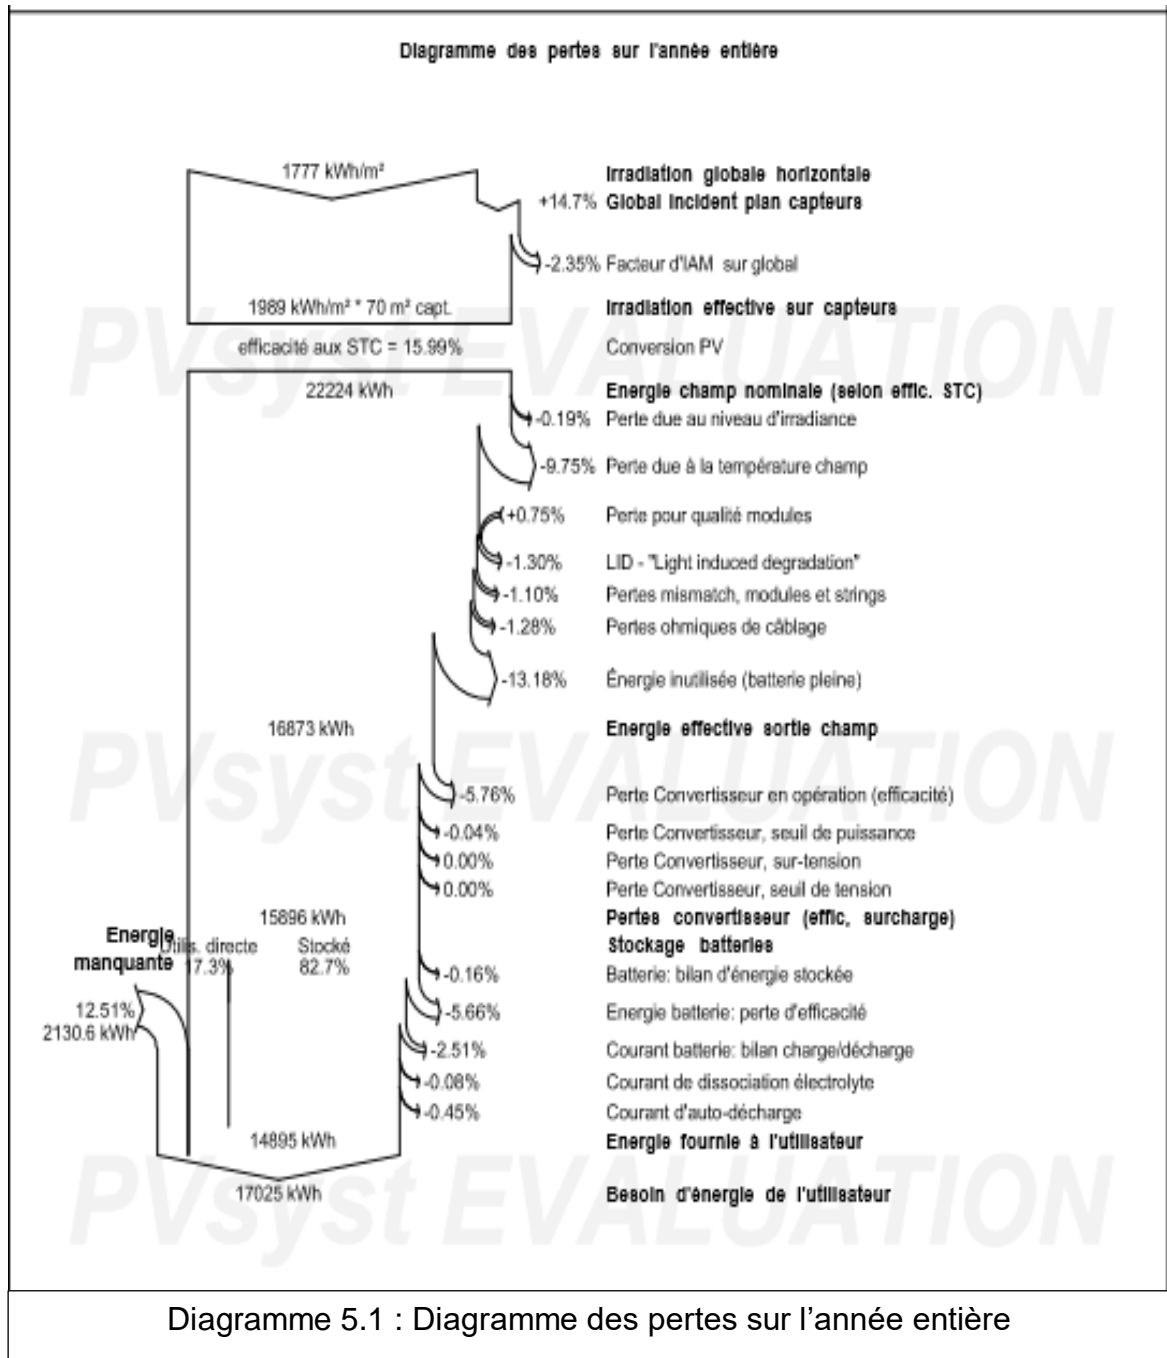 Diagramme des pertes sur l'année entière
1777 kWh/m²
Irradiation globale horizontale
+14.7% Global incident plan capteurs
-2.35% Facteur d'IAM sur global
1989 kWh/m² * 70 m² capt.
Irradiation effective sur capteurs
efficacité aux STC = 15.99%
Conversion PV
PVsyst EVALUATION
22224 kWh
Energie champ nominale (selon effic. STC)
-0.19% Perte due au niveau d'irradiance
-9.75% Perte due à la température champ
+0.75% Perte pour qualité modules
-1.30% LID - "Light induced degradation"
-1.10% Pertes mismatch, modules et strings
-1.28% Pertes ohmiques de câblage
-13.18% Énergie inutilisée (batterie pleine)
16873 kWh
Energie effective sortie champ
PVsyst EVALUATION
-5.76% Perte Convertisseur en opération (efficacité)
-0.04% Perte Convertisseur, seuil de puissance
0.00% Perte Convertisseur, sur-tension
0.00% Perte Convertisseur, seuil de tension
15896 kWh
Pertes convertisseur (effic, surcharge)
Energie
manquante
Utilis. directe
17.3%
Stocké
82.7%
Stockage batteries
-0.16% Batterie: bilan d'énergie stockée
12.51%
2130.6 kWh
-5.66% Energie batterie: perte d'efficacité
-2.51% Courant batterie: bilan charge/décharge
-0.08% Courant de dissociation électrolyte
-0.45% Courant d'auto-décharge
14895 kWh
Energie fournie à l'utilisateur
17025 kWh
Besoin d'énergie de l'utilisateur
PVsyst EVALUATION
Diagramme 5.1 : Diagramme des pertes sur l’année entière